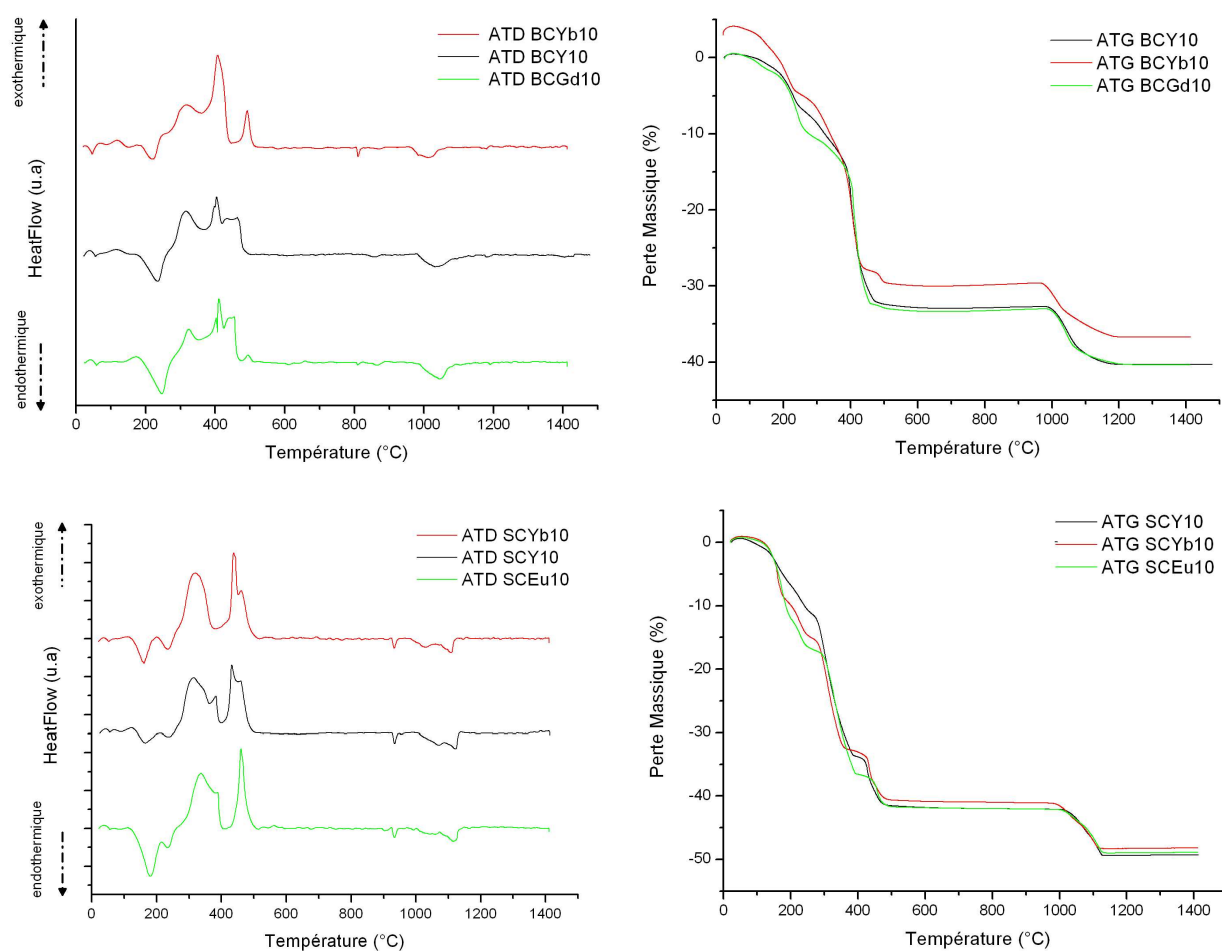 exothermique
HeatFlow (u.a)
endothermique
ATD BCYb10
ATD BCY10
ATD BCGd10
0 200 400 600 800 1000 1200 1400
Température (°C)
Perte Massique (%)
0
-10
-20
-30
-40
ATG BCY10
ATG BCYb10
ATG BCGd10
0 200 400 600 800 1000 1200 1400
Température (°C)
exothermique
HeatFlow (u.a)
endothermique
ATD SCYb10
ATD SCY10
ATD SCEu10
0 200 400 600 800 1000 1200 1400
Température (°C)
Perte Massique (%)
0
-10
-20
-30
-40
-50
ATG SCY10
ATG SCYb10
ATG SCEu10
0 200 400 600 800 1000 1200 1400
Température (°C)